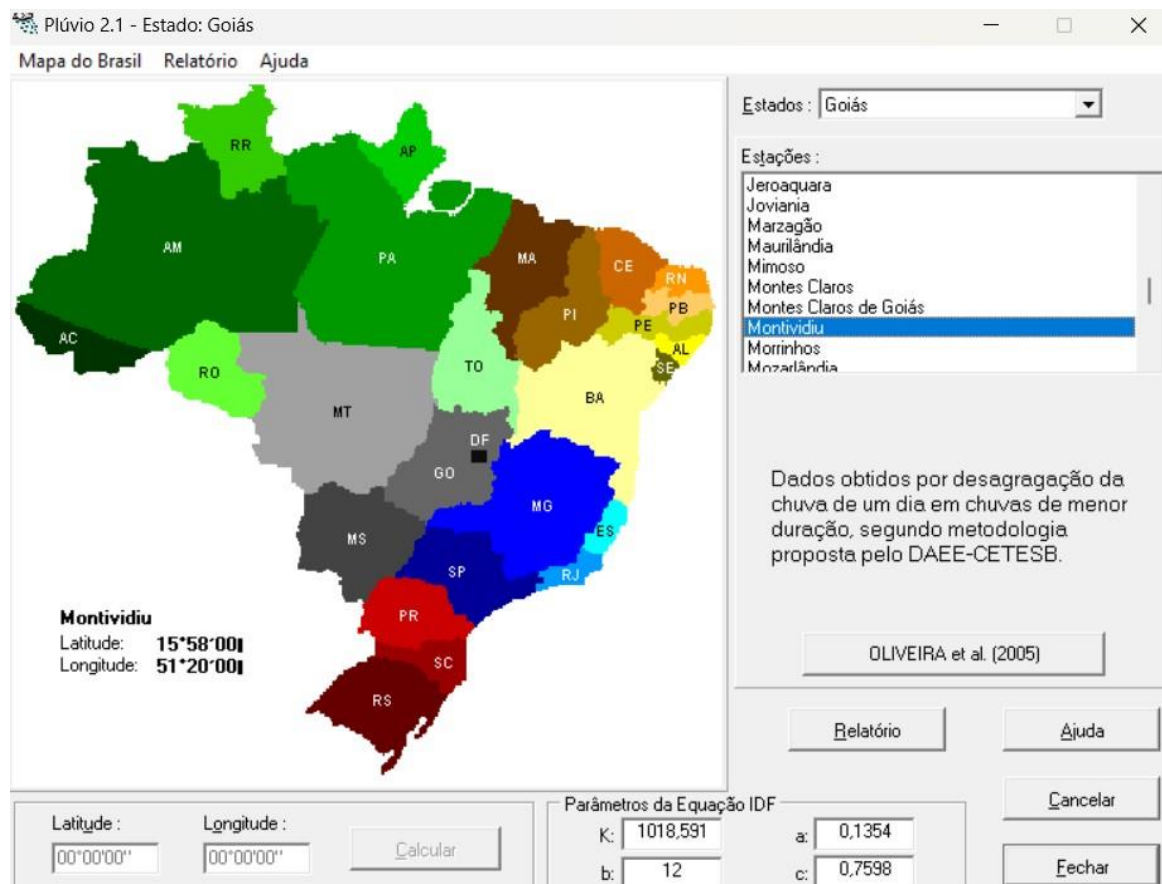 Plúvio 2.1 - Estado: Goiás
Mapa do Brasil Relatório Ajuda
Estados : Goiás
Estações :
Jeroaquara
Joviania
Marzagão
Maurilândia
Mimoso
Montes Claros
Montes Claros de Goiás
Montividiu
Morrinhos
Mozarlândia
RR
AP
AM
PA
MA
CE
RN
PB
PI
PE
AC
AL
SE
RO
TO
BA
MT
DF
GO
MG
ES
MS
SP
RJ
PR
SC
RS
Dados obtidos por desagragação da
chuva de um dia em chuvas de menor
duração, segundo metodologia
proposta pelo DAEE-CETESB.
Montividiu
Latitude: 15°58'00
Longitude: 51°20'00
OLIVEIRA et al. (2005)
Relatório
Ajuda
Cancelar
Fechar
Latitude : Longitude :
00°00'00'' 00°00'00'' Calcular
Parâmetros da Equação IDF
K: 1018,591 a: 0,1354
b: 12 c: 0,7598